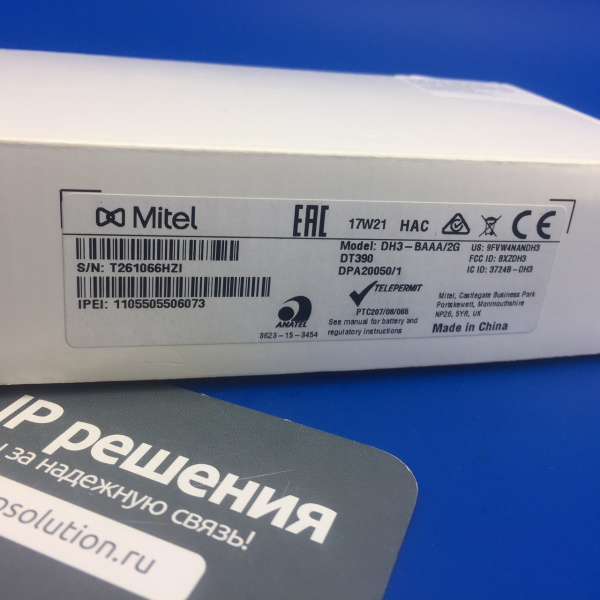 Mitel
EAC 17W21 HAC CE
S/N: T261066HZI
IPEI: 1105505506073
Model: DH3-BAAA/2G
DT390
DPA20050/1
US: 9FVW4NANDH3
FCC ID: BXZDH3
IC ID: 3724B-DH3
ANATEL
3623-15-3454
TELEPERMIT
PTC207/08/065
See manual for battery and
regulatory instructions
Mitel, Castlegate Business Park
Portskewett, Monmouthshire
NP26, 5YR, UK
Made in China
IP решения
за надежную связь!
psolution.ru